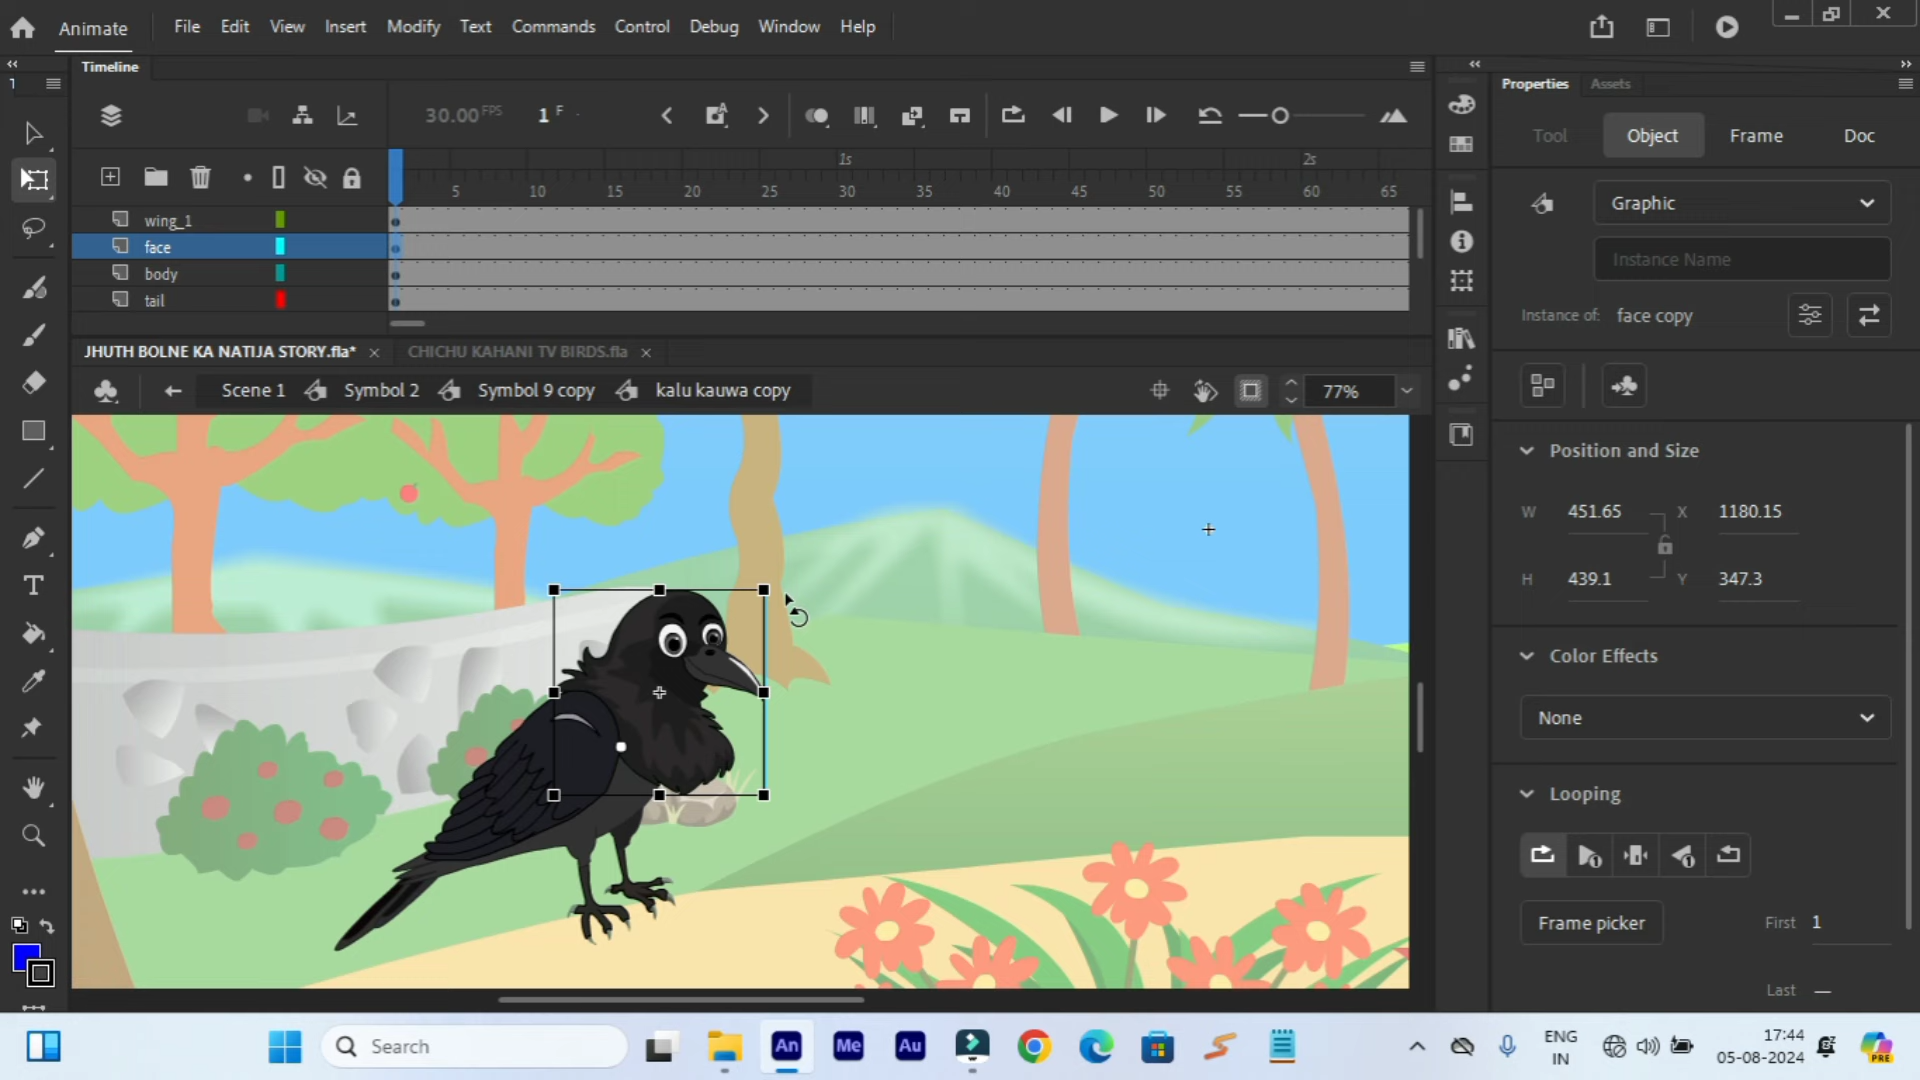 Animate File Edit View Insert Modify Text Commands Control Debug Window Help
Timeline
Properties Assets
1
30.00 FPS 1 F
Tool Object Frame Doc
1s 2s
5 10 15 20 25 30 35 40 45 50 55 60 65
wing_1
face
body
tail
Graphic
Instance Name
Instance of: face copy
JHUTH BOLNE KA NATIJA STORY.fla* × CHICHU KAHANI TV BIRDS.fla ×
Scene 1 Symbol 2 Symbol 9 copy kalu kauwa copy 77%
Position and Size
W 451.65 X 1180.15
H 439.1 Y 347.3
Color Effects
None
Looping
Frame picker First 1
Last —
Search
An Me Au
ENG
IN
17:44
05-08-2024
PRE